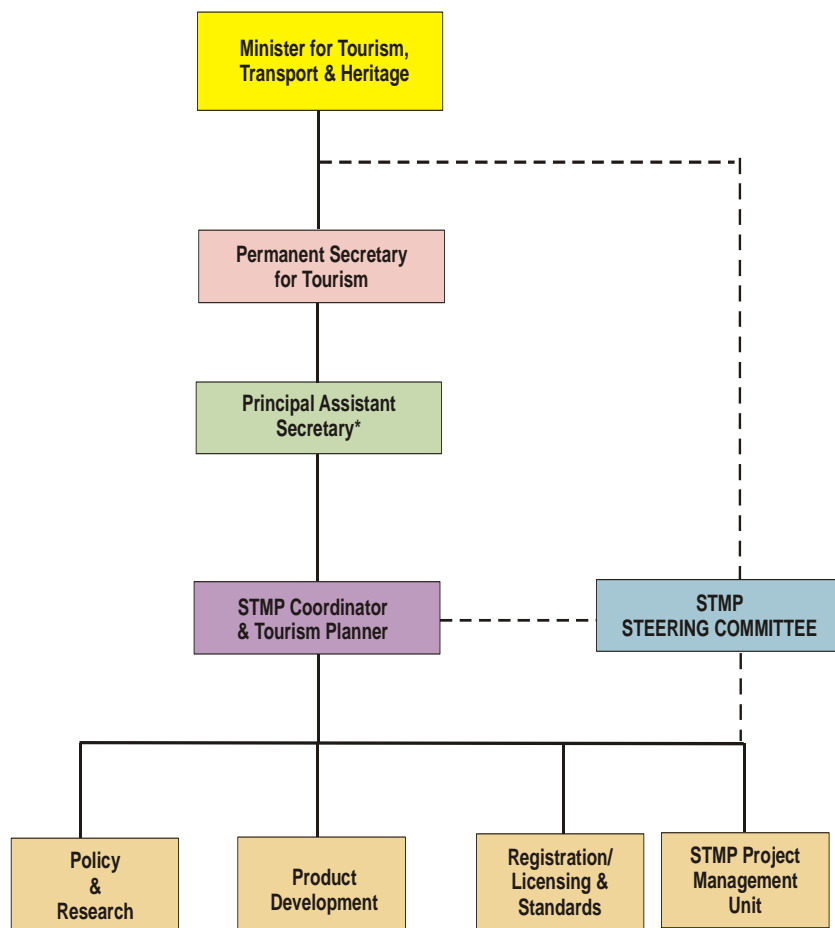 Minister for Tourism,
Transport & Heritage
Permanent Secretary
for Tourism
Principal Assistant
Secretary*
STMP Coordinator
& Tourism Planner
STMP
STEERING COMMITTEE
Policy
&
Research
Product
Development
Registration/
Licensing &
Standards
STMP Project
Management
Unit